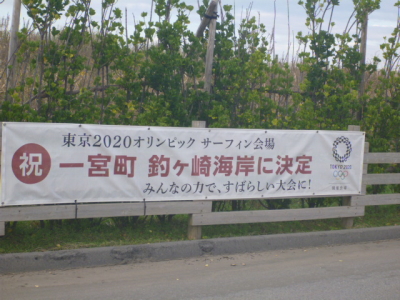 東京2020オリンピック サーフィン会場
祝 一宮町 釣ヶ崎海岸に決定
みんなの力で、すばらしい大会に!
TOKYO 2020